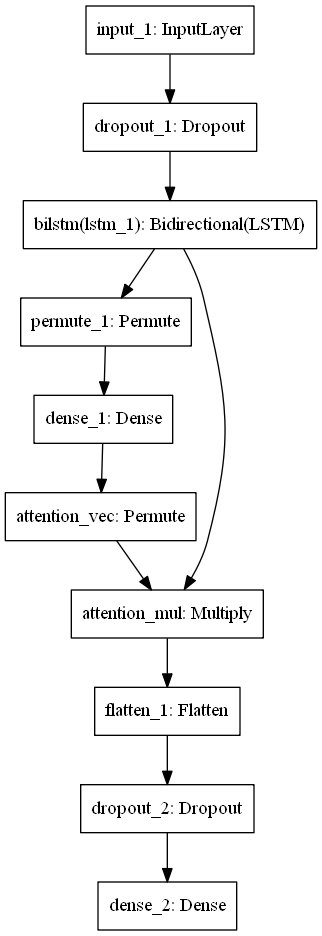 input_1: InputLayer
dropout_1: Dropout
bilstm(lstm_1): Bidirectional(LSTM)
permute_1: Permute
dense_1: Dense
attention_vec: Permute
attention_mul: Multiply
flatten_1: Flatten
dropout_2: Dropout
dense_2: Dense